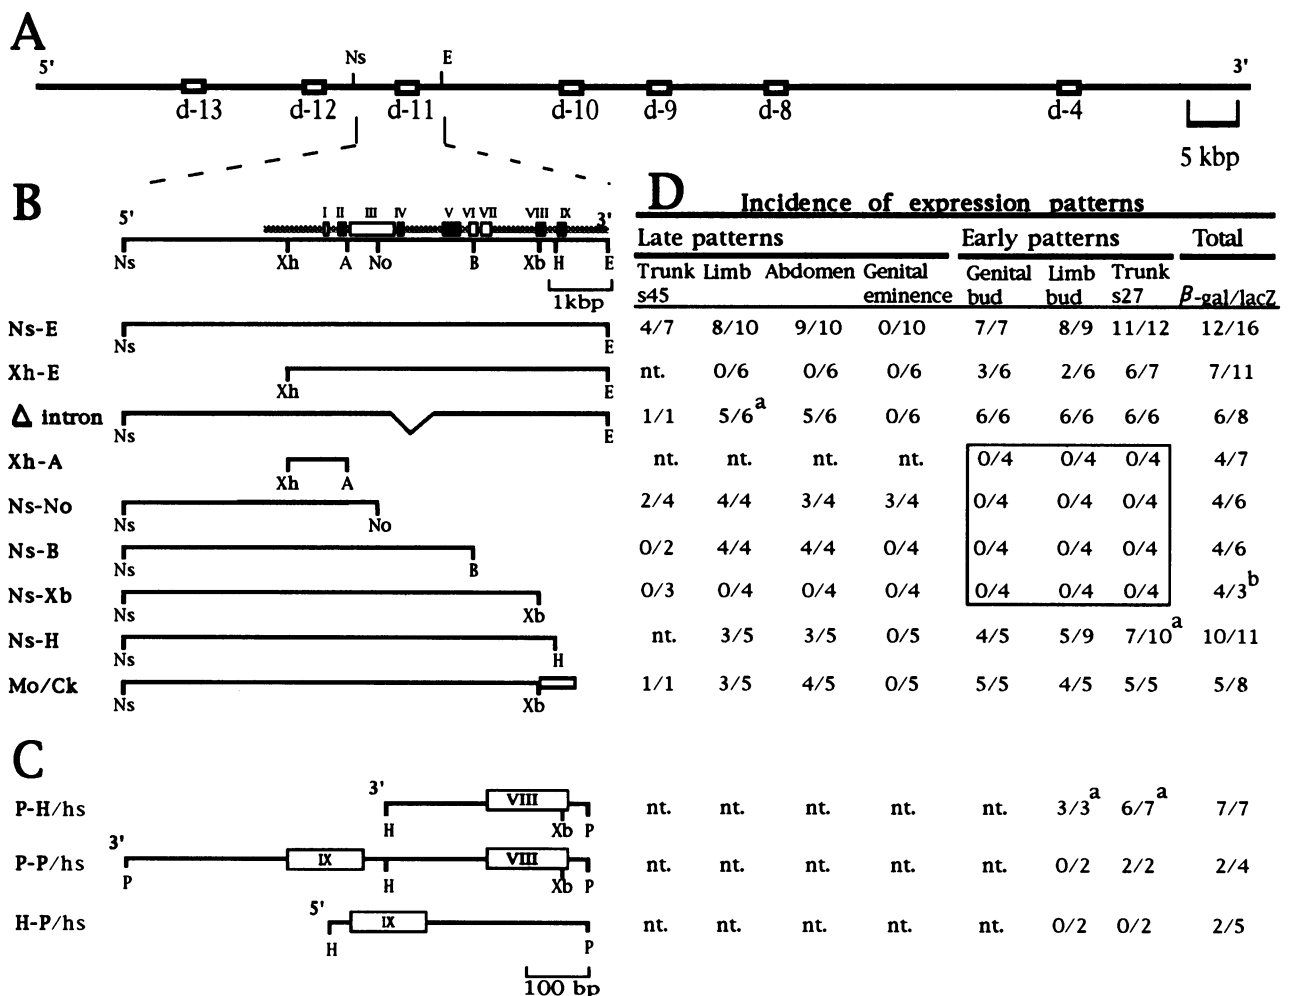 A
5'
Ns
E
3'
d-13
d-12
d-11
d-10
d-9
d-8
d-4
5 kbp
B
5'
I II III IV V VI VII VIII IX
3'
Ns Xh A No B Xb H E
1kbp
D
Incidence of expression patterns
Late patterns Early patterns Total
Trunk s45 Limb Abdomen Genital eminence Genital bud Limb bud Trunk s27 β-gal/lacZ
Ns-E Ns E 4/7 8/10 9/10 0/10 7/7 8/9 11/12 12/16
Xh-E Xh E nt. 0/6 0/6 0/6 3/6 2/6 6/7 7/11
Δ intron Ns E 1/1 5/6a 5/6 0/6 6/6 6/6 6/6 6/8
Xh-A Xh A nt. nt. nt. nt. 0/4 0/4 0/4 4/7
Ns-No Ns No 2/4 4/4 3/4 3/4 0/4 0/4 0/4 4/6
Ns-B Ns B 0/2 4/4 4/4 0/4 0/4 0/4 0/4 4/6
Ns-Xb Ns Xb 0/3 0/4 0/4 0/4 0/4 0/4 0/4 4/3b
Ns-H Ns H nt. 3/5 3/5 0/5 4/5 5/9 7/10a 10/11
Mo/Ck Ns Xb 1/1 3/5 4/5 0/5 5/5 4/5 5/5 5/8
C
P-H/hs 3' H VIII Xb P nt. nt. nt. nt. nt. 3/3a 6/7a 7/7
P-P/hs 3' P IX H VIII Xb P nt. nt. nt. nt. nt. 0/2 2/2 2/4
H-P/hs 5' H IX P nt. nt. nt. nt. nt. 0/2 0/2 2/5
100 bp